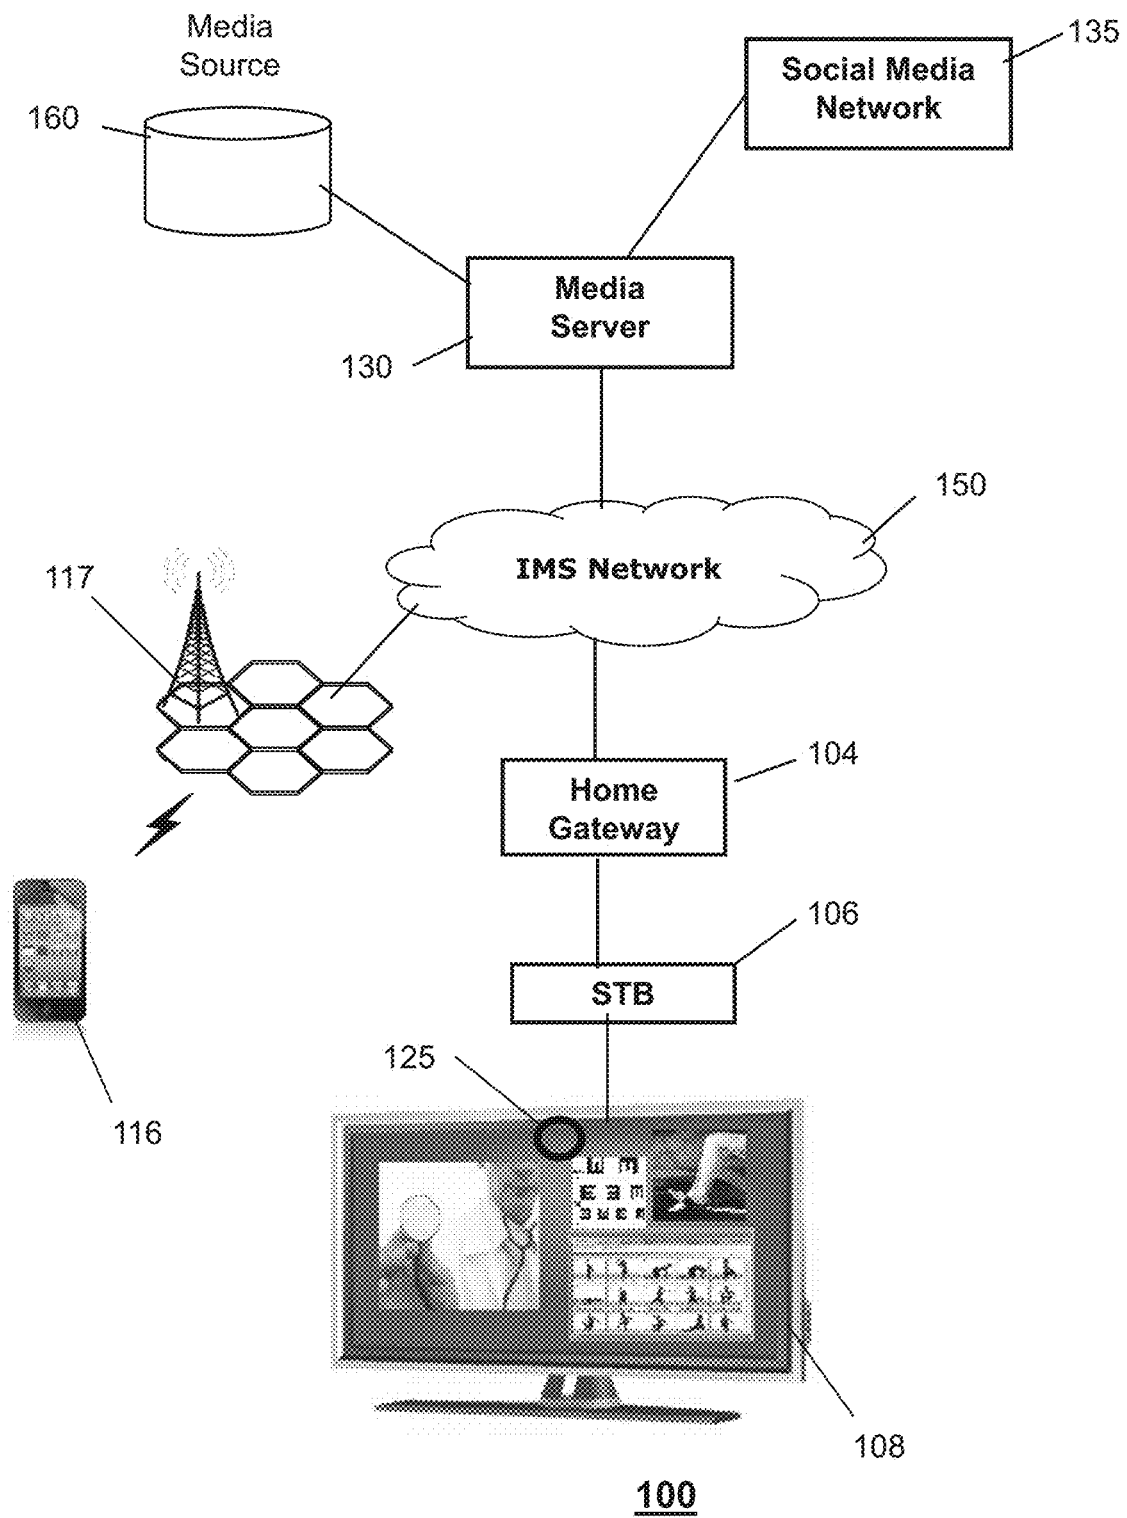 Media
Source
135
Social Media
Network
160
Media
Server
130
150
IMS Network
117
104
Home
Gateway
106
STB
125
116
E m
E B m
108
100